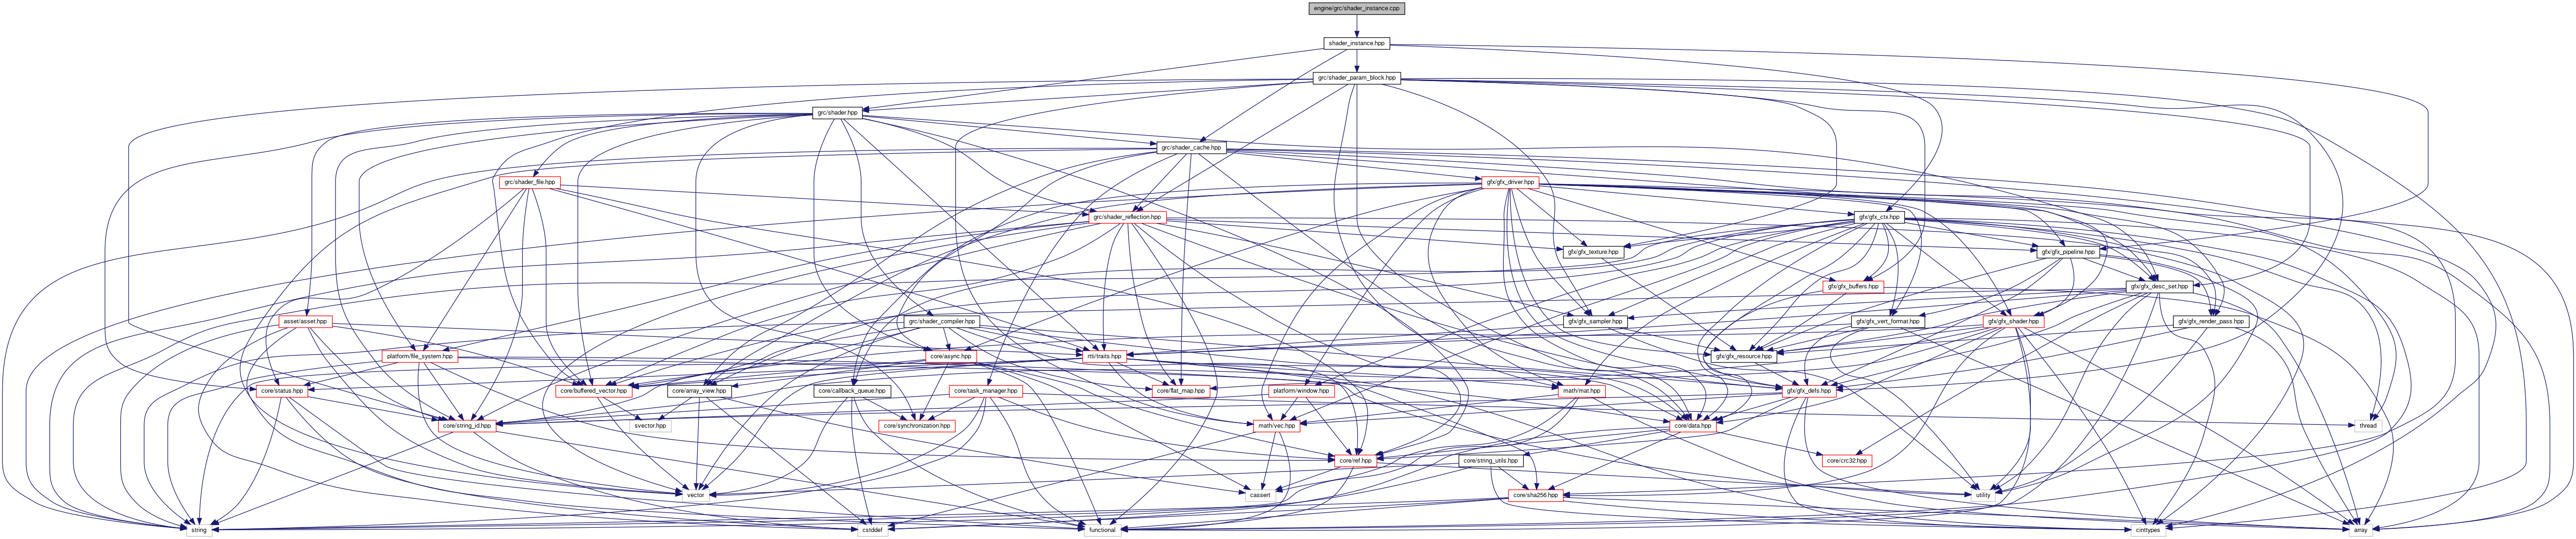 engine/grc/shader_instance.cpp
shader_instance.hpp
grc/shader_param_block.hpp
grc/shader.hpp
grc/shader_cache.hpp
grc/shader_file.hpp
gfx/gfx_driver.hpp
grc/shader_reflection.hpp
gfx/gfx_ctx.hpp
gfx/gfx_texture.hpp
gfx/gfx_pipeline.hpp
gfx/gfx_buffers.hpp
gfx/gfx_desc_set.hpp
asset/asset.hpp
grc/shader_compiler.hpp
gfx/gfx_sampler.hpp
gfx/gfx_vert_format.hpp
gfx/gfx_shader.hpp
gfx/gfx_render_pass.hpp
platform/file_system.hpp
core/async.hpp
rtti/traits.hpp
gfx/gfx_resource.hpp
core/status.hpp
core/buffered_vector.hpp
core/array_view.hpp
core/callback_queue.hpp
core/task_manager.hpp
core/flat_map.hpp
platform/window.hpp
math/mat.hpp
gfx/gfx_defs.hpp
core/string_id.hpp
svector.hpp
core/synchronization.hpp
math/vec.hpp
core/data.hpp
thread
core/ref.hpp
core/string_utils.hpp
core/crc32.hpp
vector
cassert
core/sha256.hpp
utility
string
cstddef
functional
cinttypes
array